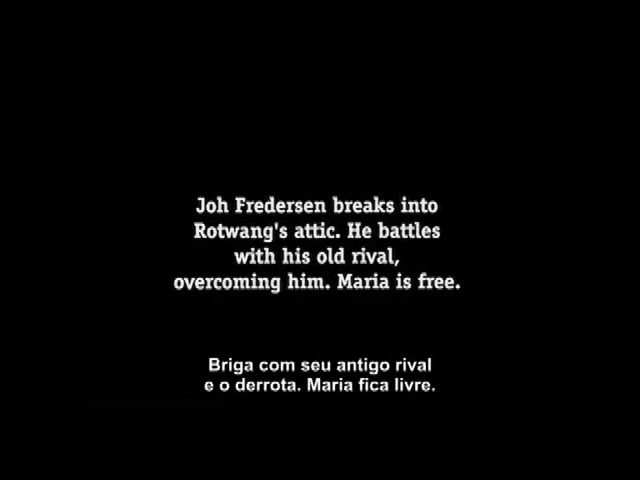 Joh Fredersen breaks into
Rotwang's attic. He battles
with his old rival,
overcoming him. Maria is free.
Briga com seu antigo rival
e o derrota. Maria fica livre.